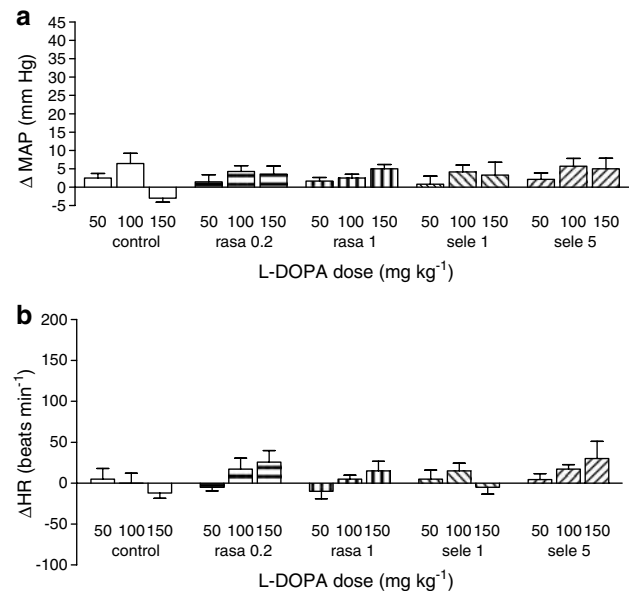 a
Δ MAP (mm Hg)
45
40
35
30
25
20
15
10
5
0
-5
50 100 150 50 100 150 50 100 150 50 100 150 50 100 150
control rasa 0.2 rasa 1 sele 1 sele 5
L-DOPA dose (mg kg⁻¹)
b
ΔHR (beats min⁻¹)
200
150
100
50
0
-50
-100
50 100 150 50 100 150 50 100 150 50 100 150 50 100 150
control rasa 0.2 rasa 1 sele 1 sele 5
L-DOPA dose (mg kg⁻¹)